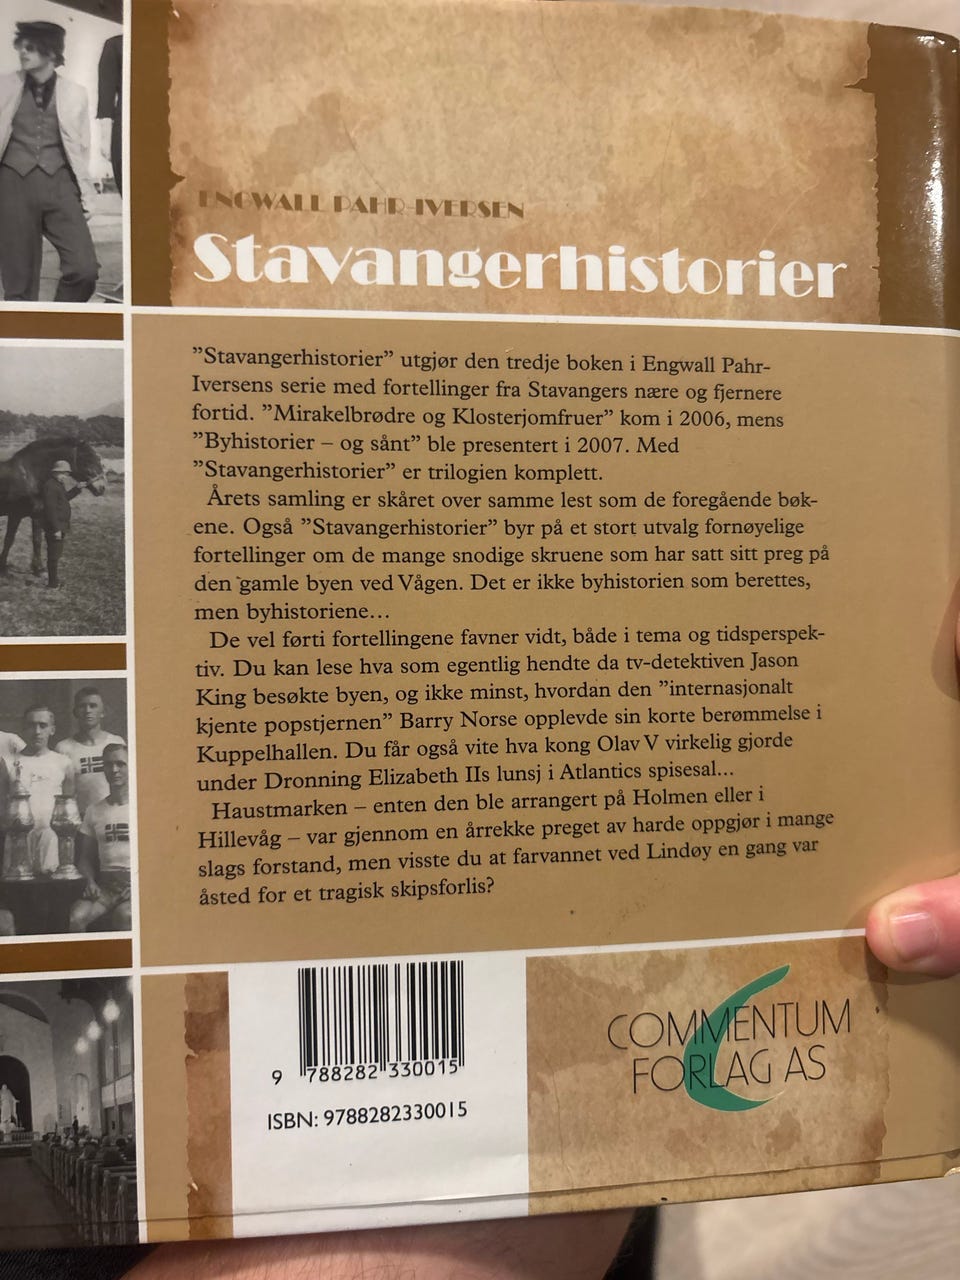 ENGWALL PAHR-IVERSEN
Stavangerhistorier
”Stavangerhistorier” utgjør den tredje boken i Engwall Pahr-
Iversens serie med fortellinger fra Stavangers nære og fjernere
fortid. ”Mirakelbrødre og Klosterjomfruer” kom i 2006, mens
”Byhistorier – og sånt” ble presentert i 2007. Med
”Stavangerhistorier” er trilogien komplett.
Årets samling er skåret over samme lest som de foregående bøk-
ene. Også ”Stavangerhistorier” byr på et stort utvalg fornøyelige
fortellinger om de mange snodige skruene som har satt sitt preg på
den gamle byen ved Vågen. Det er ikke byhistorien som berettes,
men byhistoriene…
De vel førti fortellingene favner vidt, både i tema og tidsperspek-
tiv. Du kan lese hva som egentlig hendte da tv-detektiven Jason
King besøkte byen, og ikke minst, hvordan den ”internasjonalt
kjente popstjernen” Barry Norse opplevde sin korte berømmelse i
Kuppelhallen. Du får også vite hva kong Olav V virkelig gjorde
under Dronning Elizabeth IIs lunsj i Atlantics spisesal...
Haustmarken – enten den ble arrangert på Holmen eller i
Hillevåg – var gjennom en årrekke preget av harde oppgjør i mange
slags forstand, men visste du at farvannet ved Lindøy en gang var
åsted for et tragisk skipsforlis?
9 788282 330015
ISBN: 9788282330015
COMMENTUM
FORLAG AS